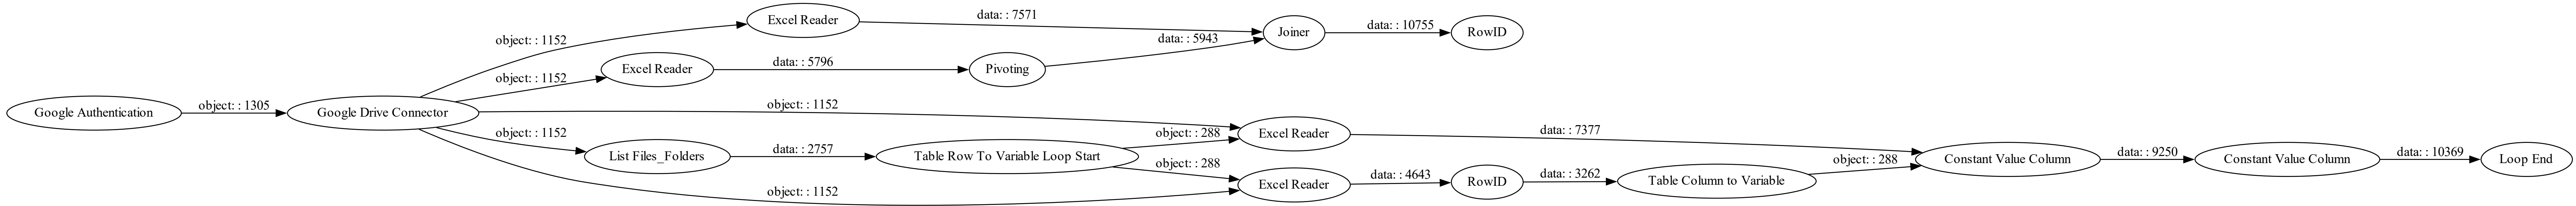 Google Authentication
object: : 1305
Google Drive Connector
object: : 1152
Excel Reader
data: : 7571
Joiner
data: : 10755
RowID
object: : 1152
Excel Reader
data: : 5796
Pivoting
data: : 5943
object: : 1152
Excel Reader
data: : 7377
object: : 1152
List Files_Folders
data: : 2757
Table Row To Variable Loop Start
object: : 288
object: : 288
object: : 1152
Excel Reader
data: : 4643
RowID
data: : 3262
Table Column to Variable
object: : 288
Constant Value Column
data: : 9250
Constant Value Column
data: : 10369
Loop End